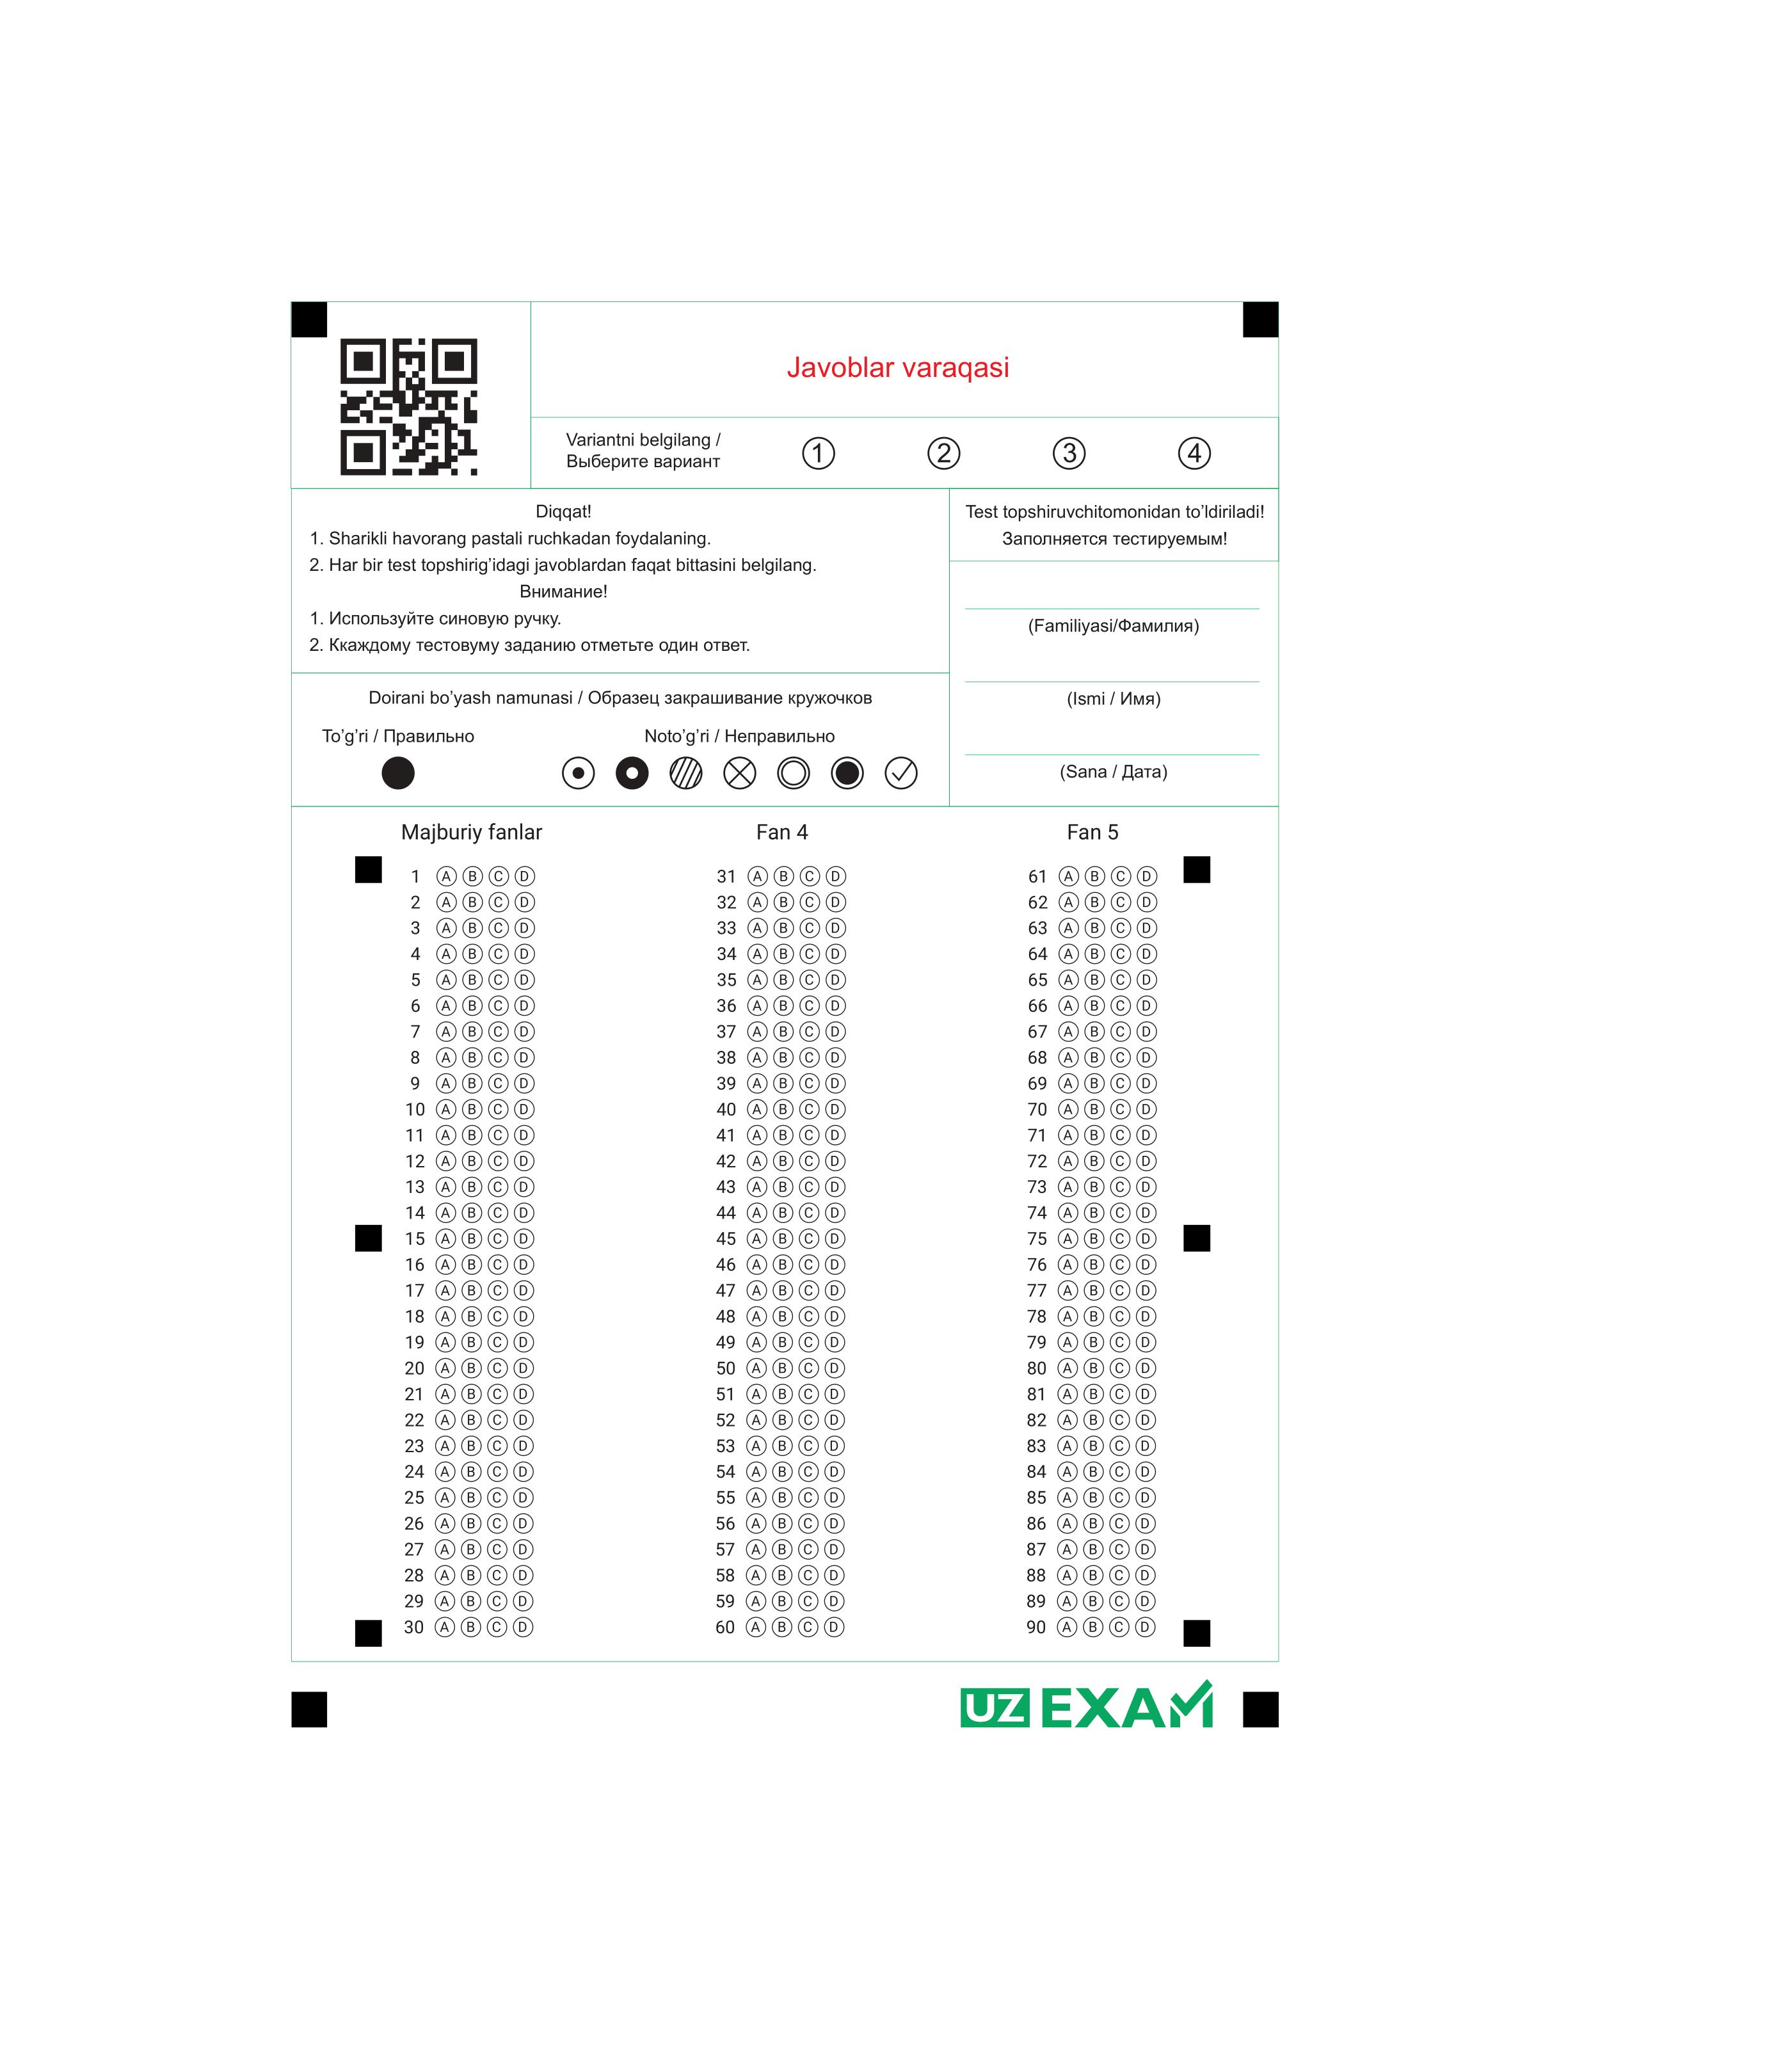 Javoblar varaqasi
Variantni belgilang /
Выберите вариант
1 2 3 4
Diqqat!
1. Sharikli havorang pastali ruchkadan foydalaning.
2. Har bir test topshirig’idagi javoblardan faqat bittasini belgilang.
Внимание!
1. Используйте синовую ручку.
2. Ккаждому тестовуму заданию отметьте один ответ.
Test topshiruvchitomonidan to’ldiriladi!
Заполняется тестируемым!
(Familiyasi/Фамилия)
(Ismi / Имя)
(Sana / Дата)
Doirani bo’yash namunasi / Образец закрашивание кружочков
To’g’ri / Правильно
Noto’g’ri / Неправильно
Majburiy fanlar
1 A B C D
2 A B C D
3 A B C D
4 A B C D
5 A B C D
6 A B C D
7 A B C D
8 A B C D
9 A B C D
10 A B C D
11 A B C D
12 A B C D
13 A B C D
14 A B C D
15 A B C D
16 A B C D
17 A B C D
18 A B C D
19 A B C D
20 A B C D
21 A B C D
22 A B C D
23 A B C D
24 A B C D
25 A B C D
26 A B C D
27 A B C D
28 A B C D
29 A B C D
30 A B C D
Fan 4
31 A B C D
32 A B C D
33 A B C D
34 A B C D
35 A B C D
36 A B C D
37 A B C D
38 A B C D
39 A B C D
40 A B C D
41 A B C D
42 A B C D
43 A B C D
44 A B C D
45 A B C D
46 A B C D
47 A B C D
48 A B C D
49 A B C D
50 A B C D
51 A B C D
52 A B C D
53 A B C D
54 A B C D
55 A B C D
56 A B C D
57 A B C D
58 A B C D
59 A B C D
60 A B C D
Fan 5
61 A B C D
62 A B C D
63 A B C D
64 A B C D
65 A B C D
66 A B C D
67 A B C D
68 A B C D
69 A B C D
70 A B C D
71 A B C D
72 A B C D
73 A B C D
74 A B C D
75 A B C D
76 A B C D
77 A B C D
78 A B C D
79 A B C D
80 A B C D
81 A B C D
82 A B C D
83 A B C D
84 A B C D
85 A B C D
86 A B C D
87 A B C D
88 A B C D
89 A B C D
90 A B C D
UZ EXAM